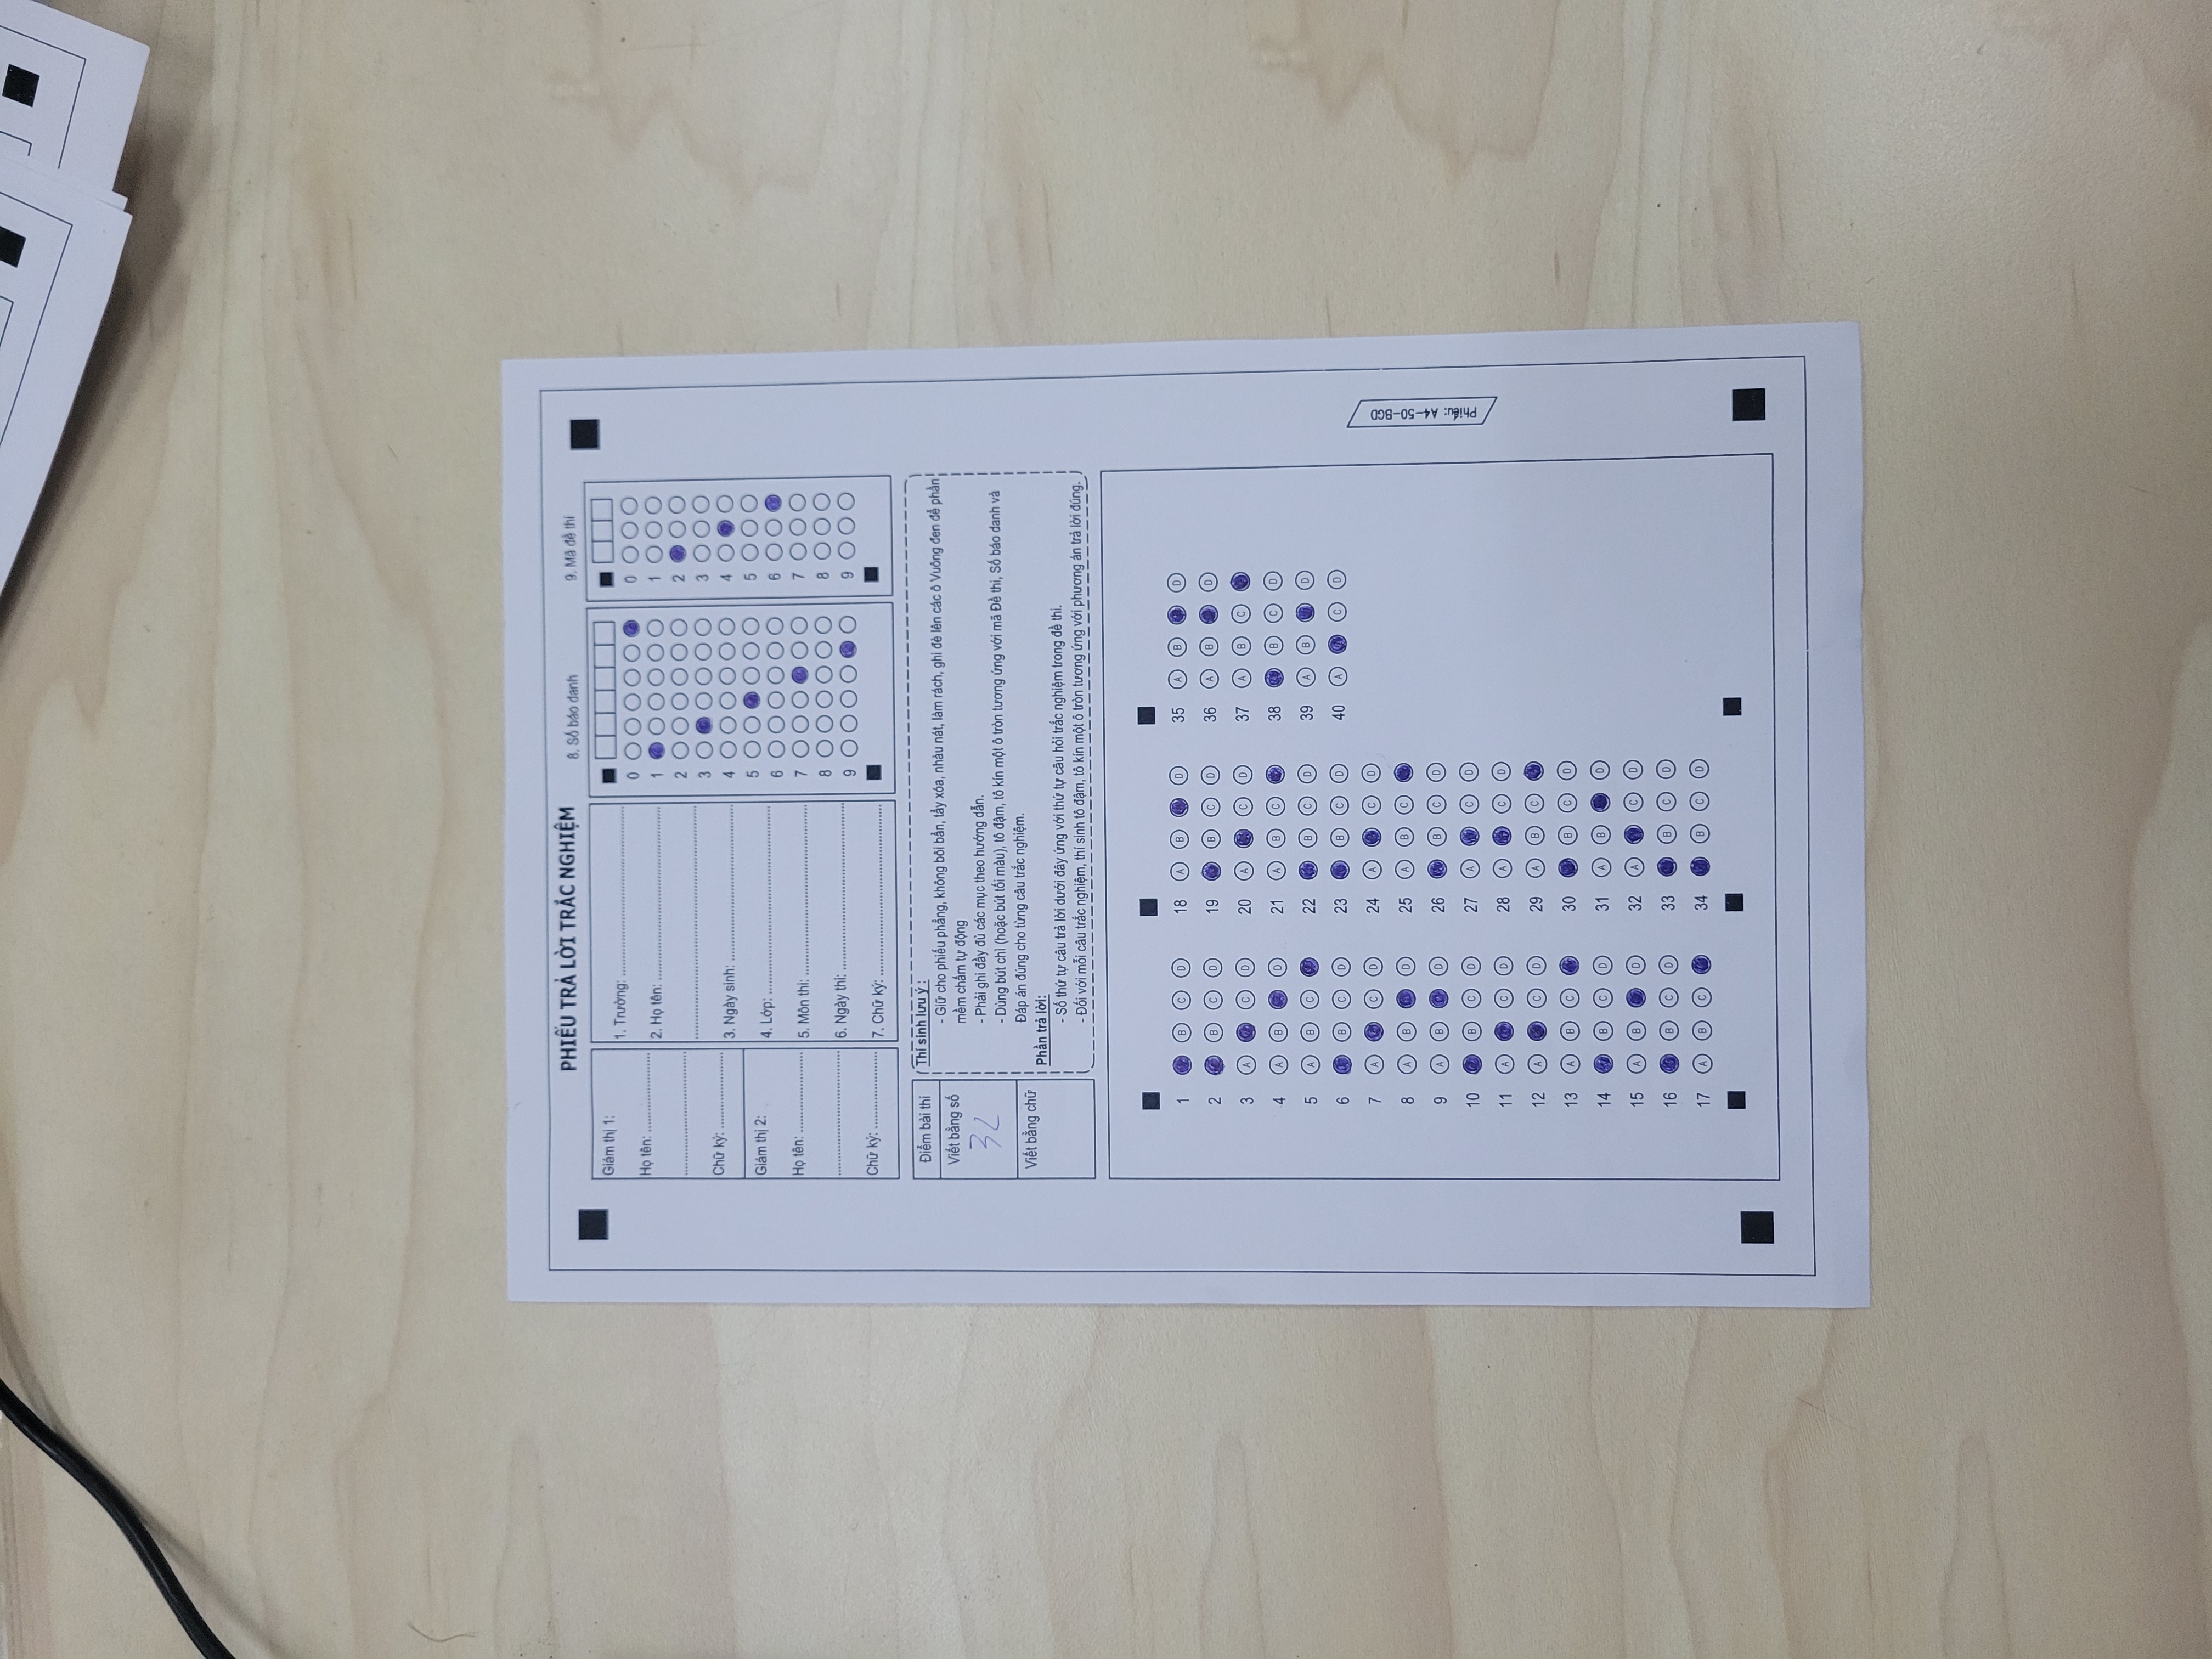 PHIẾU TRẢ LỜI TRẮC NGHIỆM
8. Số báo danh
9. Mã đề thi
Giám thị 1:
Họ tên: ..........................
..........................
Chữ ký: ..........................
Giám thị 2:
Họ tên: ..........................
..........................
Chữ ký: ..........................
1. Trường: ..........................
2. Họ tên: ..........................
..........................
3. Ngày sinh: ..........................
4. Lớp: ..........................
5. Môn thi: ..........................
6. Ngày thi: ..........................
7. Chữ ký: ..........................
0 0
1 1
2 2
3 3
4 4
5 5
6 6
7 7
8 8
9 9
Điểm bài thi
Viết bằng số
32
Viết bằng chữ
Thí sinh lưu ý :
- Giữ cho phiếu phẳng, không bôi bẩn, tẩy xóa, nhàu nát, làm rách, ghi đè lên các ô Vuông đen để phần
mềm chấm tự động
- Phải ghi đầy đủ các mục theo hướng dẫn.
- Dùng bút chì (hoặc bút tối màu), tô đậm, tô kín một ô tròn tương ứng với mã Đề thi, Số báo danh và
Đáp án đúng cho từng câu trắc nghiệm.
Phần trả lời:
- Số thứ tự câu trả lời dưới đây ứng với thứ tự câu hỏi trắc nghiệm trong đề thi.
- Đối với mỗi câu trắc nghiệm, thí sinh tô đậm, tô kín một ô tròn tương ứng với phương án trả lời đúng.
1 B C D
2 B C D
3 A C D
4 A B D
5 A B C
6 B C D
7 A C D
8 A B D
9 A B D
10 B C D
11 A C D
12 A C D
13 A B C
14 B C D
15 A B D
16 B C D
17 A B C
18 A B D
19 B C D
20 A C D
21 A B C
22 B C D
23 B C D
24 A C D
25 A B C
26 B C D
27 A C D
28 A C D
29 A B C
30 B C D
31 A B D
32 A C D
33 B C D
34 B C D
35 A B D
36 A B D
37 A B C
38 B C D
39 A B D
40 A C D
Phiếu: A4-50-BGD